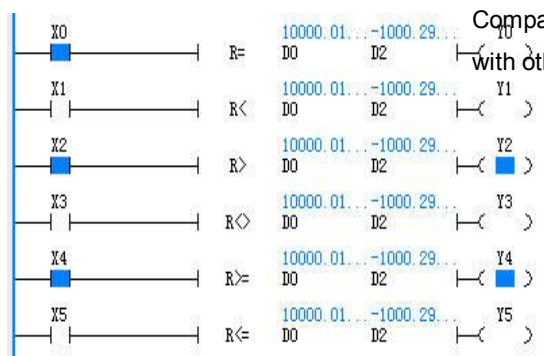 X0 10000.01...-1000.29... Y0
R= D0 D2
X1 10000.01...-1000.29... Y1
R< D0 D2
X2 10000.01...-1000.29... Y2
R> D0 D2
X3 10000.01...-1000.29... Y3
R<> D0 D2
X4 10000.01...-1000.29... Y4
R>= D0 D2
X5 10000.01...-1000.29... Y5
R<= D0 D2
with